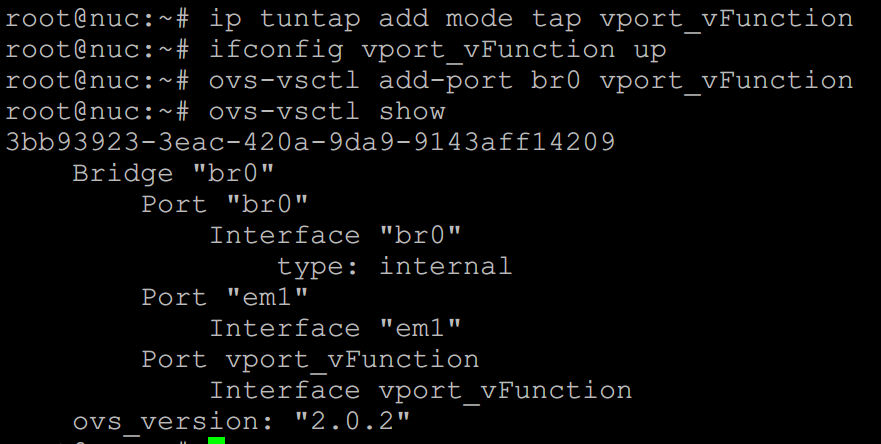 root@nuc:~# ip tuntap add mode tap vport_vFunction
root@nuc:~# ifconfig vport_vFunction up
root@nuc:~# ovs-vsctl add-port br0 vport_vFunction
root@nuc:~# ovs-vsctl show
3bb93923-3eac-420a-9da9-9143aff14209
    Bridge "br0"
        Port "br0"
            Interface "br0"
                type: internal
        Port "em1"
            Interface "em1"
        Port vport_vFunction
            Interface vport_vFunction
    ovs_version: "2.0.2"